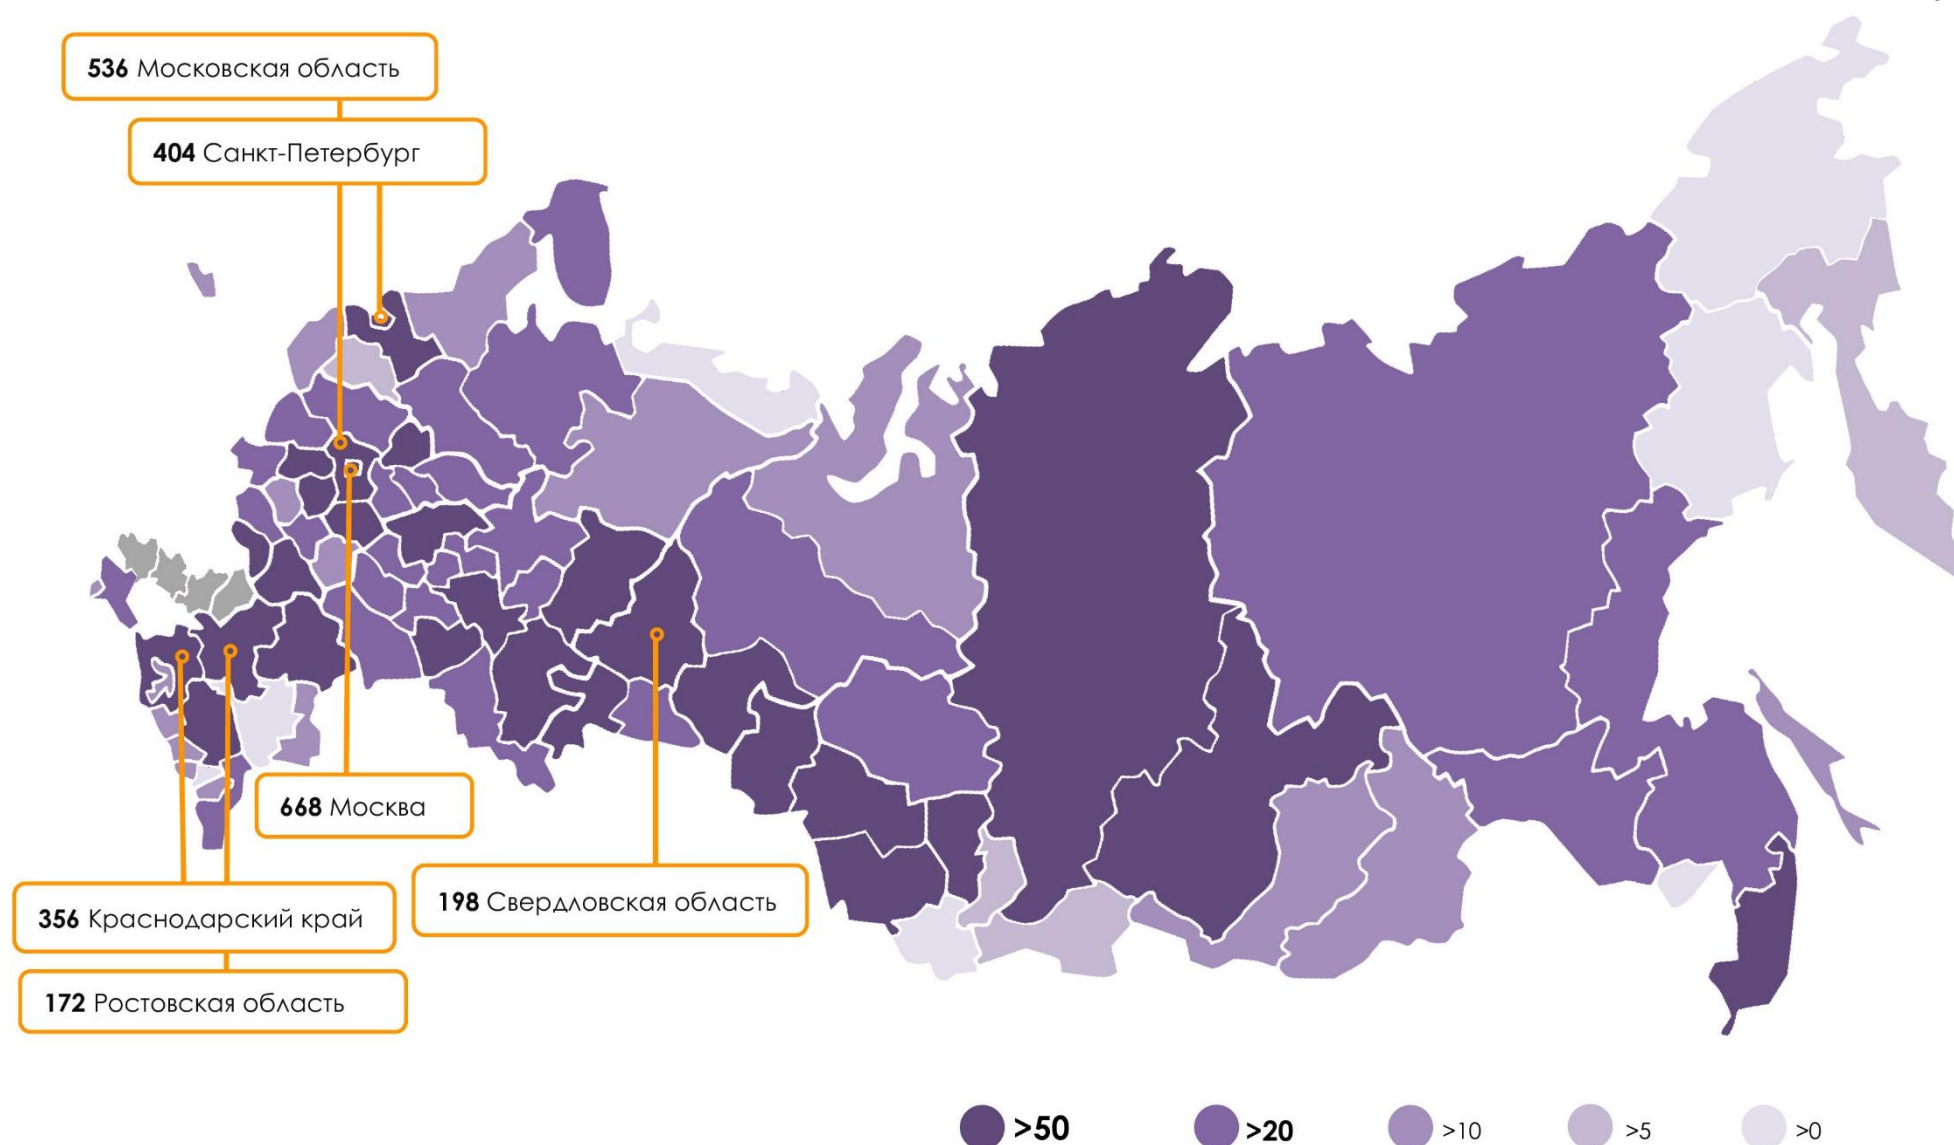 536 Московская область
404 Санкт-Петербург
668 Москва
198 Свердловская область
356 Краснодарский край
172 Ростовская область
>50 >20 >10 >5 >0